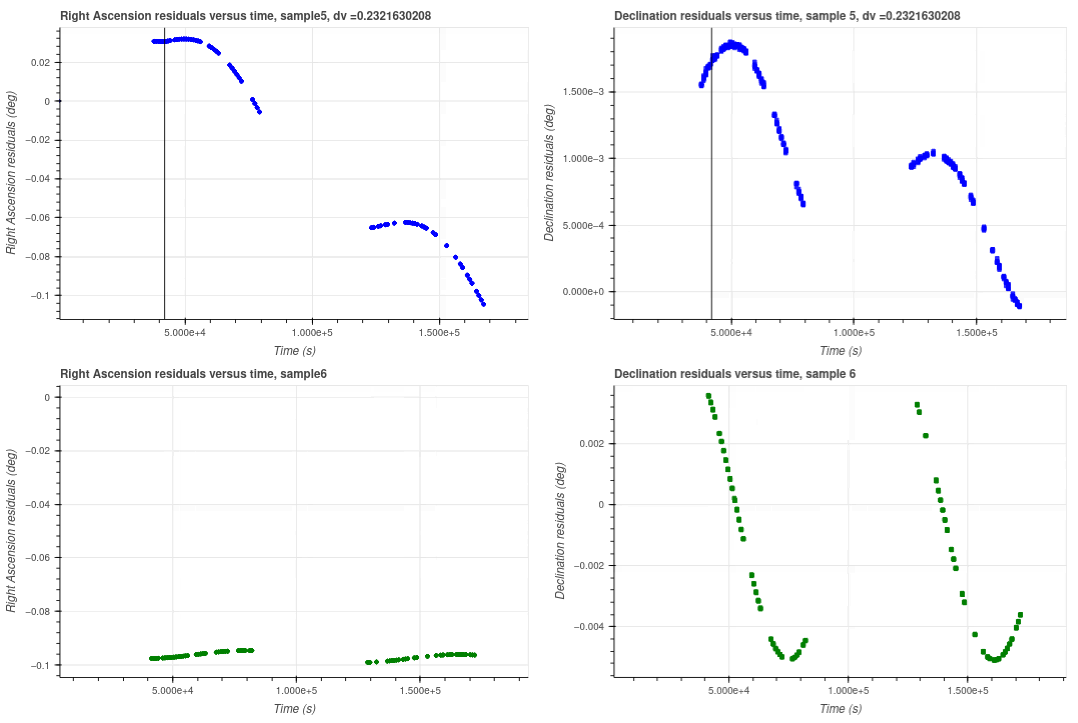 Right Ascension residuals versus time, sample5, dv =0.2321630208
Right Ascension residuals (deg)
0.02
0
−0.02
−0.04
−0.06
−0.08
−0.1
5.000e+4
1.000e+5
1.500e+5
Time (s)
Declination residuals versus time, sample 5, dv =0.2321630208
Declination residuals (deg)
1.500e−3
1.000e−3
5.000e−4
0.000e+0
5.000e+4
1.000e+5
1.500e+5
Time (s)
Right Ascension residuals versus time, sample6
Right Ascension residuals (deg)
0
−0.02
−0.04
−0.06
−0.08
−0.1
5.000e+4
1.000e+5
1.500e+5
Time (s)
Declination residuals versus time, sample 6
Declination residuals (deg)
0.002
0
−0.002
−0.004
5.000e+4
1.000e+5
1.500e+5
Time (s)